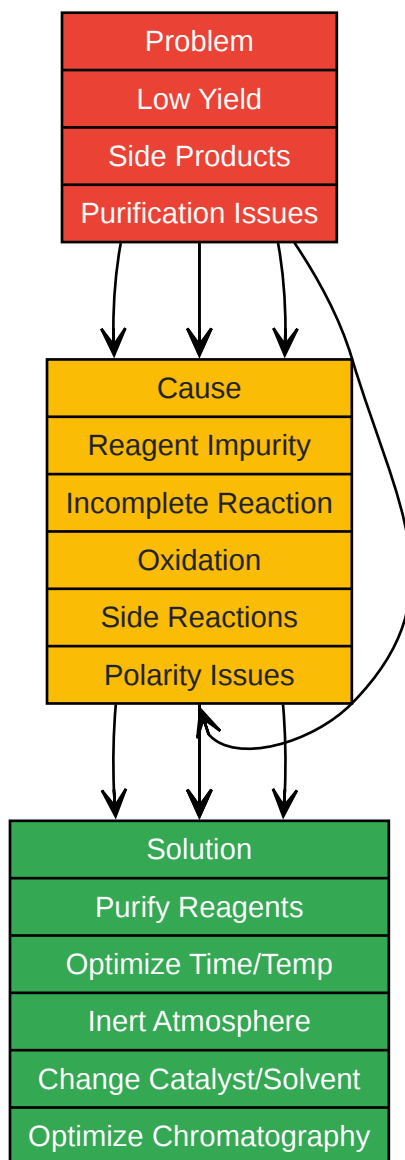 Problem
Low Yield
Side Products
Purification Issues
Cause
Reagent Impurity
Incomplete Reaction
Oxidation
Side Reactions
Polarity Issues
Solution
Purify Reagents
Optimize Time/Temp
Inert Atmosphere
Change Catalyst/Solvent
Optimize Chromatography